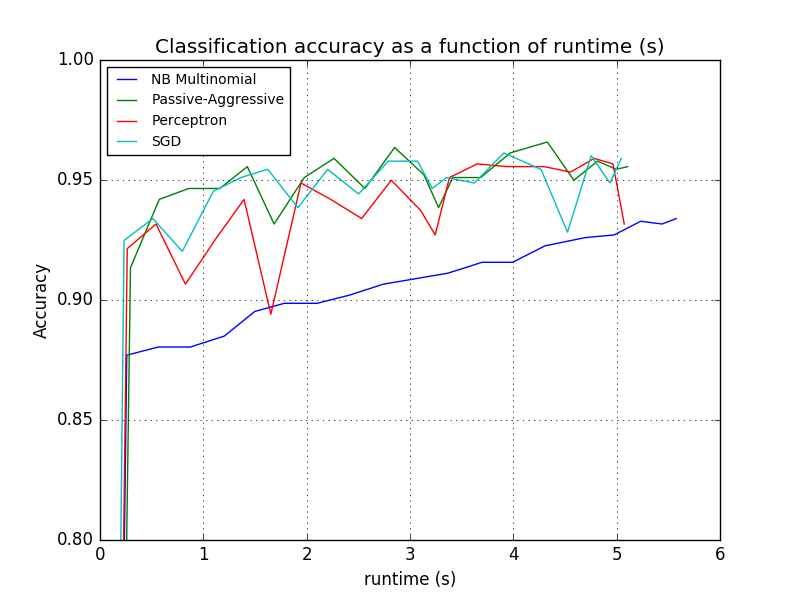 Classification accuracy as a function of runtime (s)
1.00
NB Multinomial
Passive-Aggressive
Perceptron
SGD
0.95
0.90
0.85
0.80
Accuracy
0 1 2 3 4 5 6
runtime (s)